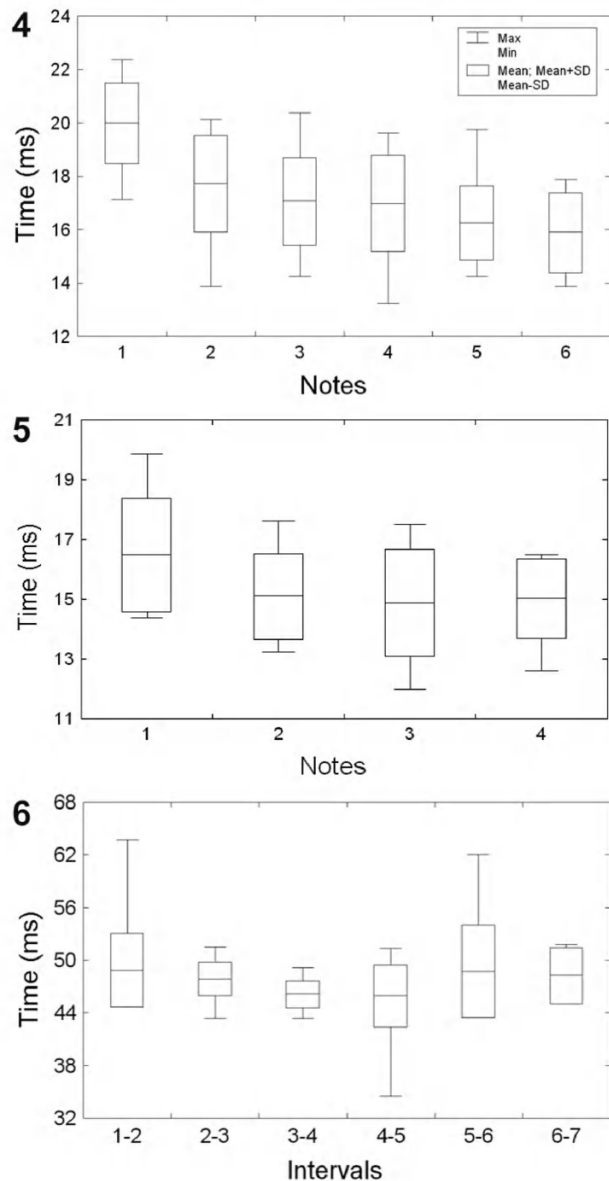 4
24
22
20
18
16
14
12
Time (ms)
Max
Min
Mean; Mean+SD
Mean-SD
1 2 3 4 5 6
Notes
5
21
19
17
15
13
11
Time (ms)
1 2 3 4
Notes
6
68
62
56
50
44
38
32
Time (ms)
1-2 2-3 3-4 4-5 5-6 6-7
Intervals